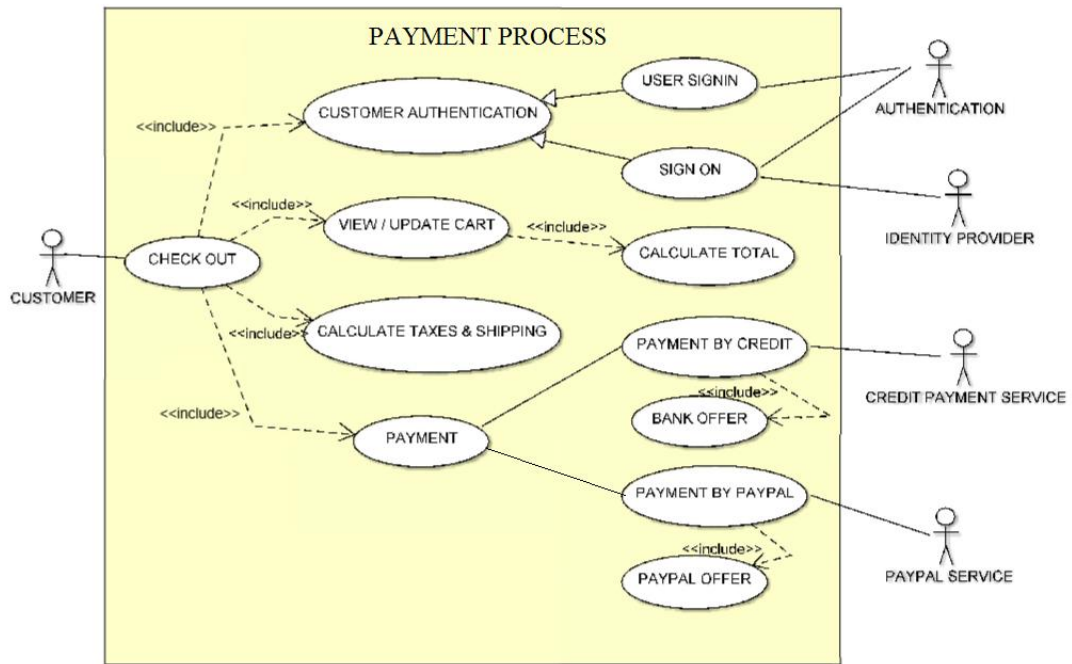 PAYMENT PROCESS
USER SIGNIN
AUTHENTICATION
CUSTOMER AUTHENTICATION
<<include>>
SIGN ON
<<include>>
VIEW / UPDATE CART
<<include>>
IDENTITY PROVIDER
CHECK OUT
CALCULATE TOTAL
CUSTOMER
<<include>>
CALCULATE TAXES & SHIPPING
PAYMENT BY CREDIT
<<include>>
CREDIT PAYMENT SERVICE
<<include>>
BANK OFFER
PAYMENT
PAYMENT BY PAYPAL
<<include>>
PAYPAL OFFER
PAYPAL SERVICE